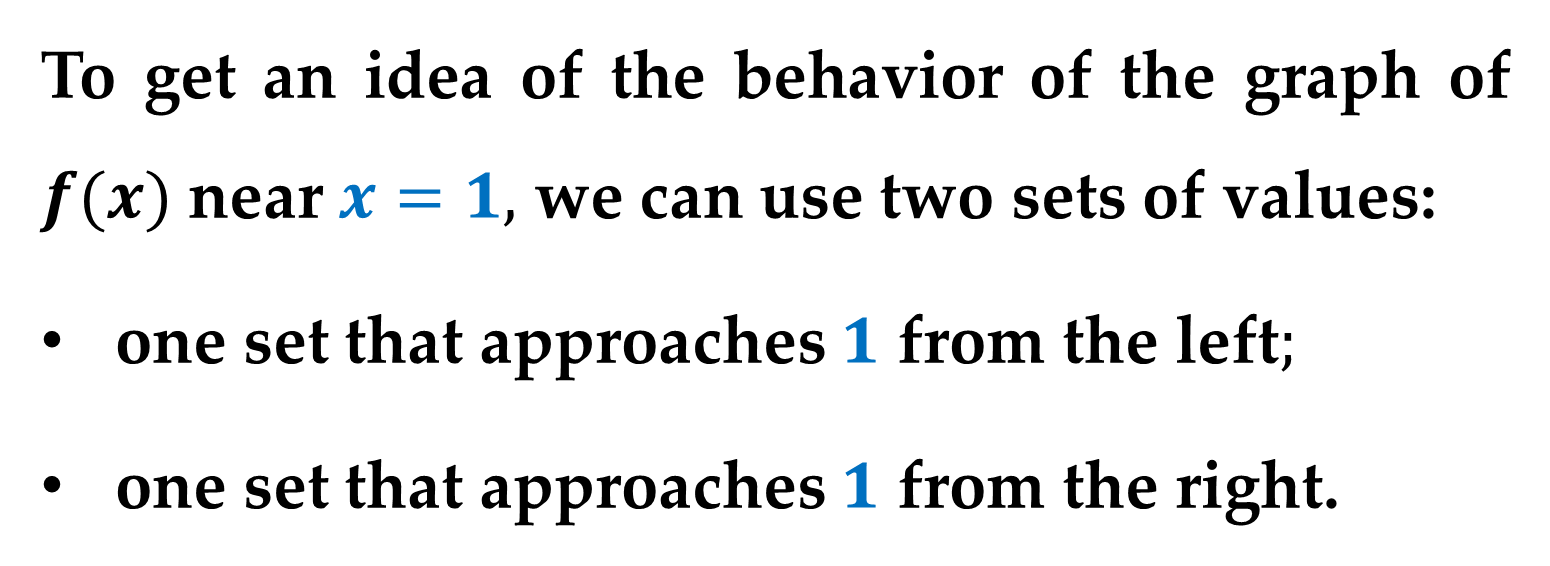 To get an idea of the behavior of the graph of
f(x) near x = 1, we can use two sets of values:
• one set that approaches 1 from the left;
• one set that approaches 1 from the right.